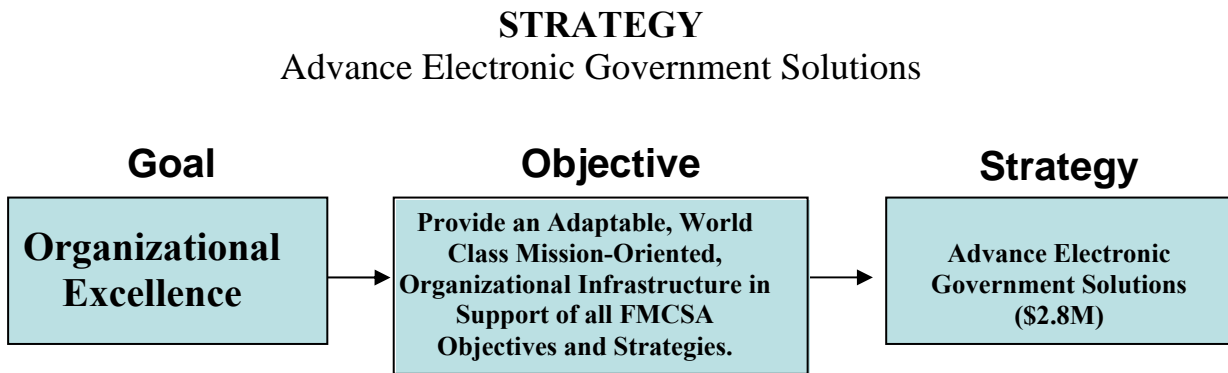 STRATEGY
Advance Electronic Government Solutions
Goal
Objective
Strategy
Organizational
Excellence
Provide an Adaptable, World
Class Mission-Oriented,
Organizational Infrastructure in
Support of all FMCSA
Objectives and Strategies.
Advance Electronic
Government Solutions
($2.8M)